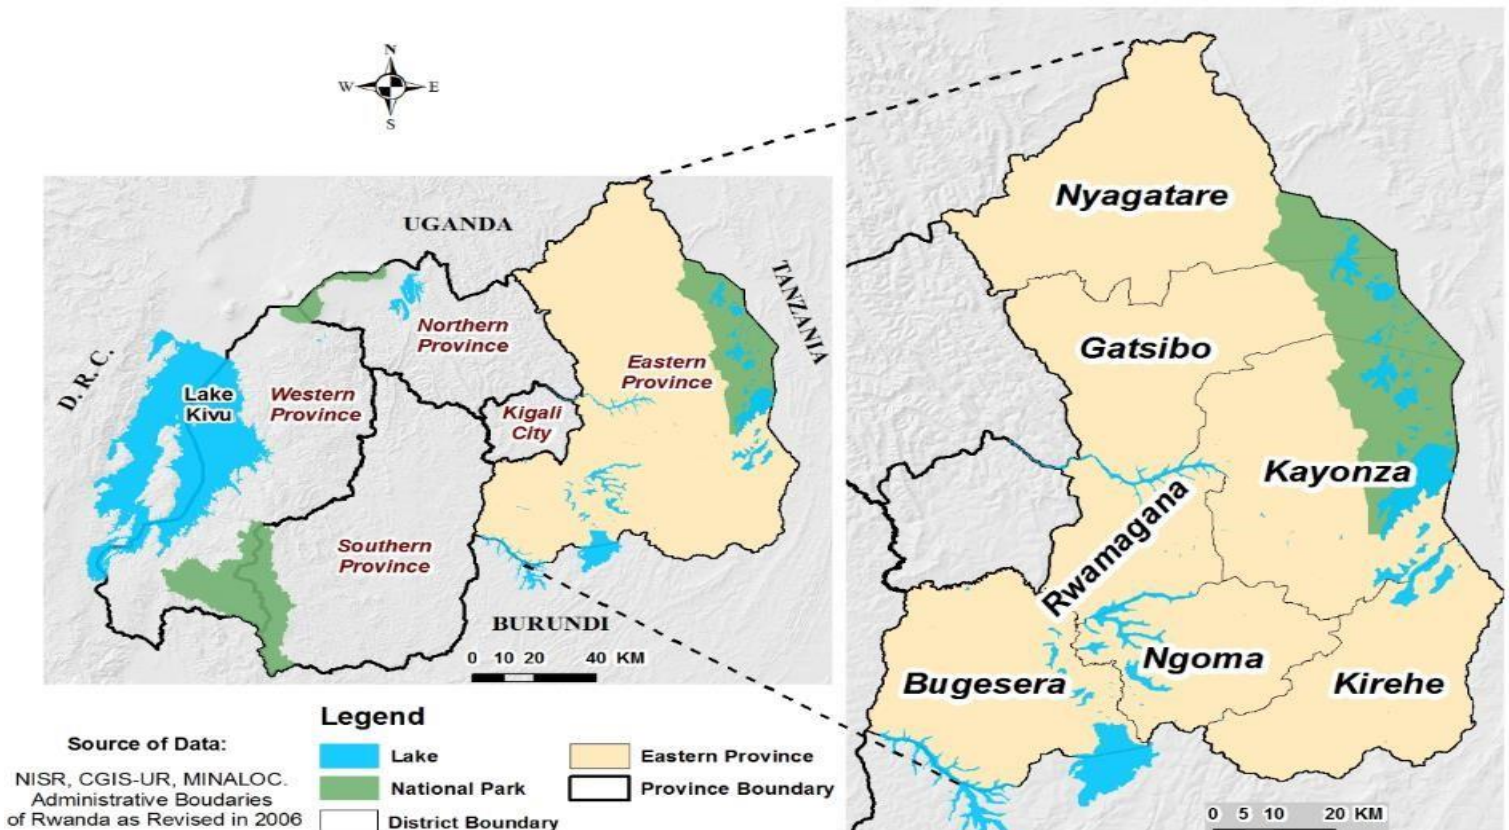 N
W E
S
UGANDA
TANZANIA
D. R. C.
Northern
Province
Eastern
Province
Lake
Kivu
Western
Province
Kigali
City
Southern
Province
BURUNDI
0 10 20 40 KM
Legend
Source of Data:
NISR, CGIS-UR, MINALOC.
Administrative Boudaries
of Rwanda as Revised in 2006
Lake
National Park
District Boundary
Eastern Province
Province Boundary
Nyagatare
Gatsibo
Kayonza
Rwamagana
Ngoma
Bugesera
Kirehe
0 5 10 20 KM